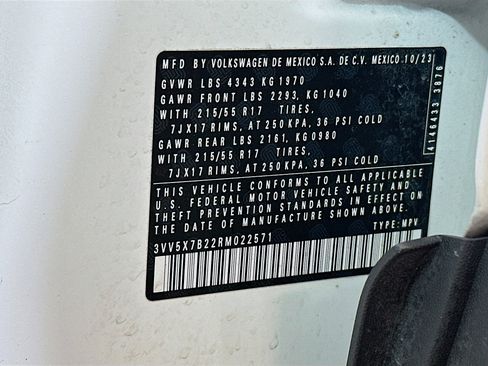 MFD BY VOLKSWAGEN DE MEXICO S.A. DE C.V. MEXICO 10/23
GVWR LBS 4343 KG 1970
GAWR FRONT LBS 2293, KG 1040
WITH 215/55 R17 TIRES,
7JX17 RIMS, AT 250 KPA, 36 PSI COLD
GAWR REAR LBS 2161, KG 0980
WITH 215/55 R17 TIRES,
7JX17 RIMS, AT 250 KPA, 36 PSI COLD
THIS VEHICLE CONFORMS TO ALL APPLICABLE
U.S. FEDERAL MOTOR VEHICLE SAFETY AND
THEFT PREVENTION STANDARDS IN EFFECT ON
THE DATE OF MANUFACTURE SHOWN ABOVE.
3VV5X7B22RM022571 TYPE: MPV
4146433 3876